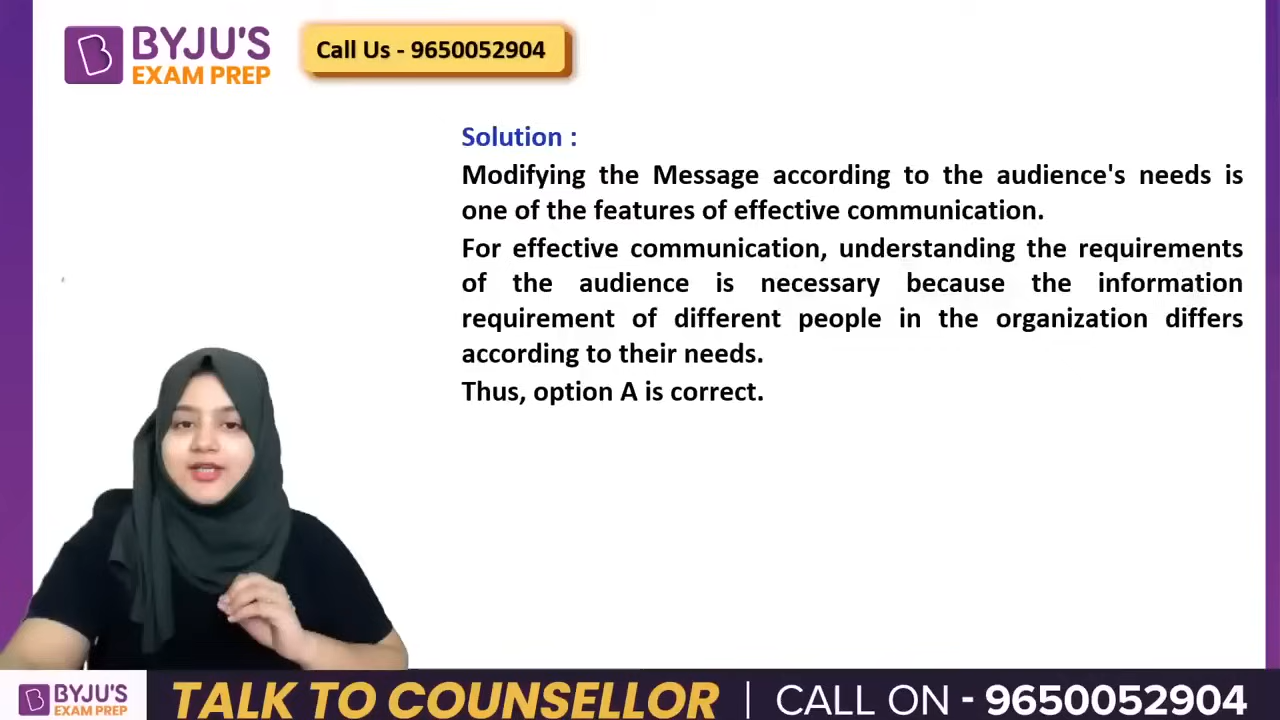 BYJU'S
EXAM PREP
Call Us - 9650052904
Solution :
Modifying the Message according to the audience's needs is
one of the features of effective communication.
For effective communication, understanding the requirements
of the audience is necessary because the information
requirement of different people in the organization differs
according to their needs.
Thus, option A is correct.
BYJU'S
EXAM PREP
TALK TO COUNSELLOR | CALL ON - 9650052904